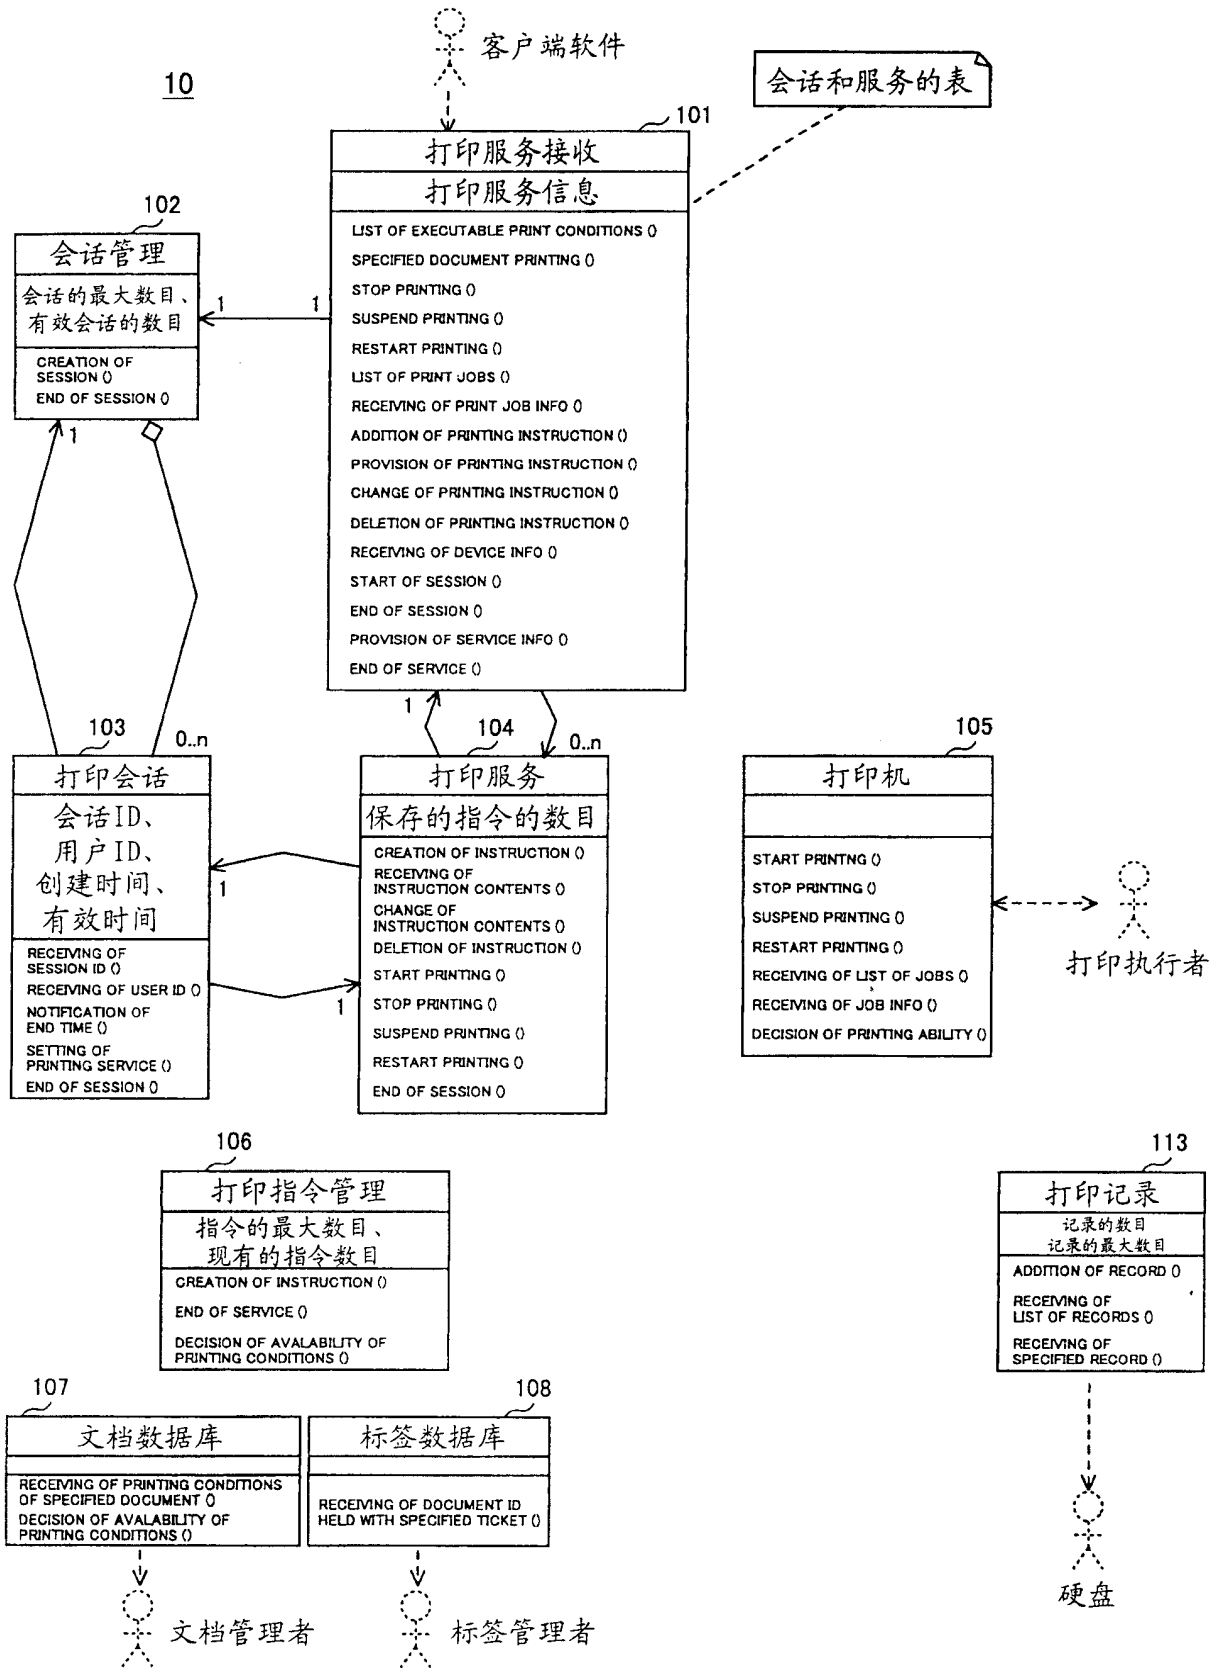 客户端软件
10
会话和服务的表
101
打印服务接收
打印服务信息
LIST OF EXECUTABLE PRINT CONDITIONS ()
SPECIFIED DOCUMENT PRINTING ()
STOP PRINTING ()
SUSPEND PRINTING ()
RESTART PRINTING ()
LIST OF PRINT JOBS ()
RECEIVING OF PRINT JOB INFO ()
ADDITION OF PRINTING INSTRUCTION ()
PROVISION OF PRINTING INSTRUCTION ()
CHANGE OF PRINTING INSTRUCTION ()
DELETION OF PRINTING INSTRUCTION ()
RECEIVING OF DEVICE INFO ()
START OF SESSION ()
END OF SESSION ()
PROVISION OF SERVICE INFO ()
END OF SERVICE ()
102
会话管理
会话的最大数目、
有效会话的数目
CREATION OF
SESSION ()
END OF SESSION ()
1
1
1
1
0..n
0..n
103
打印会话
会话ID、
用户ID、
创建时间、
有效时间
RECEIVING OF
SESSION ID ()
RECEIVING OF USER ID ()
NOTIFICATION OF
END TIME ()
SETTING OF
PRINTING SERVICE ()
END OF SESSION ()
1
1
104
打印服务
保存的指令的数目
CREATION OF INSTRUCTION ()
RECEIVING OF
INSTRUCTION CONTENTS ()
CHANGE OF
INSTRUCTION CONTENTS ()
DELETION OF INSTRUCTION ()
START PRINTING ()
STOP PRINTING ()
SUSPEND PRINTING ()
RESTART PRINTING ()
END OF SESSION ()
105
打印机
START PRINTNG ()
STOP PRINTING ()
SUSPEND PRINTING ()
RESTART PRINTING ()
RECEIVING OF LIST OF JOBS ()
RECEIVING OF JOB INFO ()
DECISION OF PRINTING ABILITY ()
打印执行者
106
打印指令管理
指令的最大数目、
现有的指令数目
CREATION OF INSTRUCTION ()
END OF SERVICE ()
DECISION OF AVALABILITY OF
PRINTING CONDITIONS ()
113
打印记录
记录的数目
记录的最大数目
ADDITION OF RECORD ()
RECEIVING OF
LIST OF RECORDS ()
RECEIVING OF
SPECIFIED RECORD ()
硬盘
107
文档数据库
RECEIVING OF PRINTING CONDITIONS
OF SPECIFIED DOCUMENT ()
DECISION OF AVALABILITY OF
PRINTING CONDITIONS ()
文档管理者
108
标签数据库
RECEIVING OF DOCUMENT ID
HELD WITH SPECIFIED TICKET ()
标签管理者